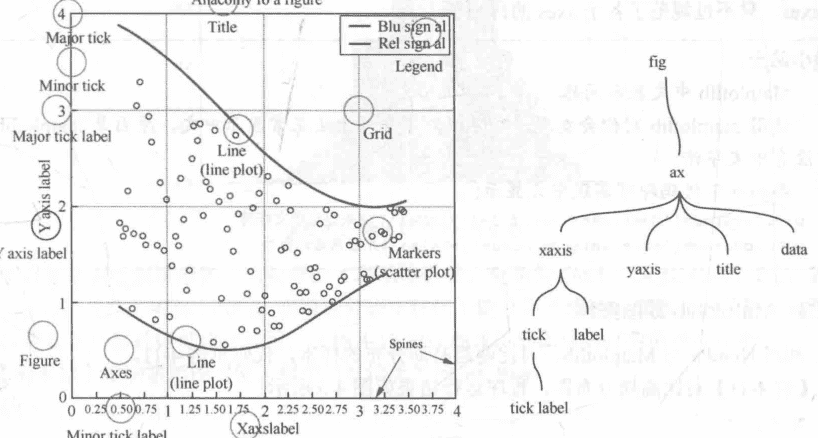 Anacomy fo a figure
4
Major tick
Title
Blu sign al
Rel sign al
Legend
Minor tick
3
Major tick label
Line
(line plot)
Grid
2
Y axis label
Y axis label
Markers
(scatter plot)
1
Figure
Axes
Line
(line plot)
Spines
0
0 0.25 0.50 0.75 1 1.25 1.50 1.75 2 2.25 2.50 2.75 3 3.25 3.50 3.75 4
Minor tick label
Xaxslabel
fig
ax
xaxis
yaxis
title
data
tick label
tick label